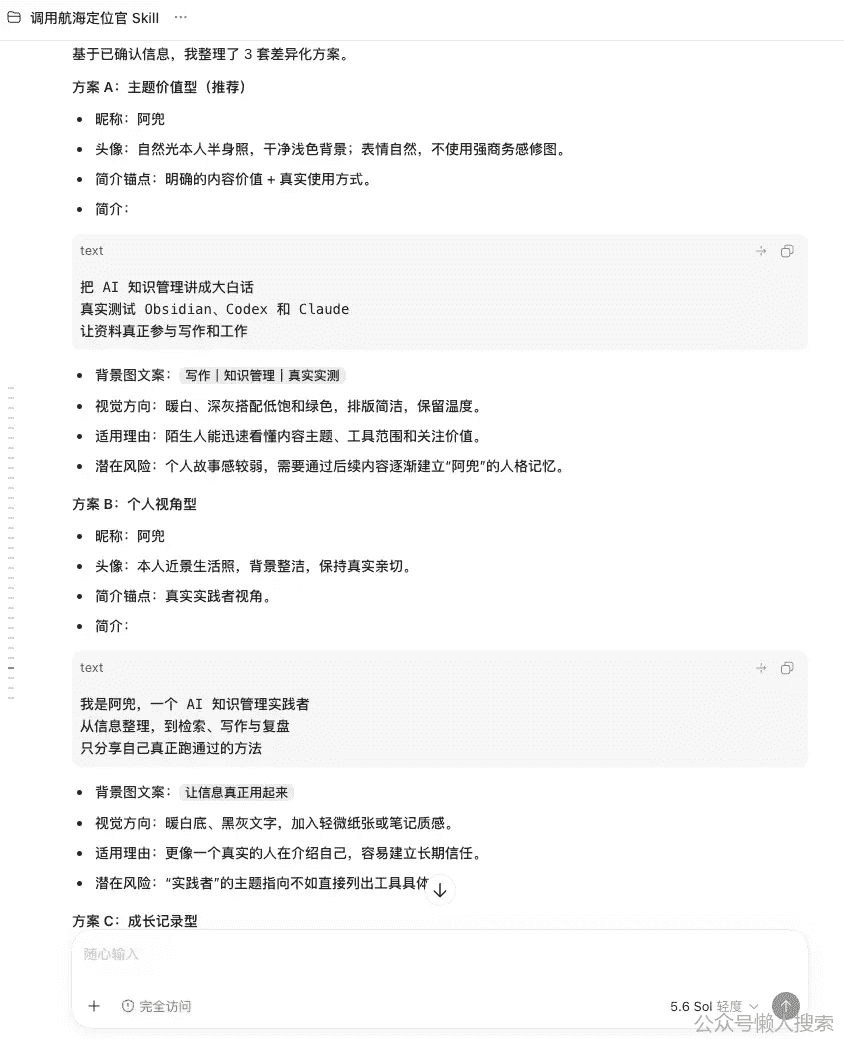 调用航海定位官 Skill ···
基于已确认信息，我整理了 3 套差异化方案。
方案 A：主题价值型（推荐）
• 昵称：阿兜
• 头像：自然光本人半身照，干净浅色背景；表情自然，不使用强商务感修图。
• 简介锚点：明确的内容价值 + 真实使用方式。
• 简介：
text
把 AI 知识管理讲成大白话
真实测试 Obsidian、Codex 和 Claude
让资料真正参与写作和工作
• 背景图文案： 写作｜知识管理｜真实实测
• 视觉方向：暖白、深灰搭配低饱和绿色，排版简洁，保留温度。
• 适用理由：陌生人能迅速看懂内容主题、工具范围和关注价值。
• 潜在风险：个人故事感较弱，需要通过后续内容逐渐建立“阿兜”的人格记忆。
方案 B：个人视角型
• 昵称：阿兜
• 头像：本人近景生活照，背景整洁，保持真实亲切。
• 简介锚点：真实实践者视角。
• 简介：
text
我是阿兜，一个 AI 知识管理实践者
从信息整理，到检索、写作与复盘
只分享自己真正跑通过的方法
• 背景图文案： 让信息真正用起来
• 视觉方向：暖白底、黑灰文字，加入轻微纸张或笔记质感。
• 适用理由：更像一个真实的人在介绍自己，容易建立长期信任。
• 潜在风险：“实践者”的主题指向不如直接列出工具具体
方案 C：成长记录型
随心输入
完全访问
5.6 Sol 轻度
公众号懒人搜索